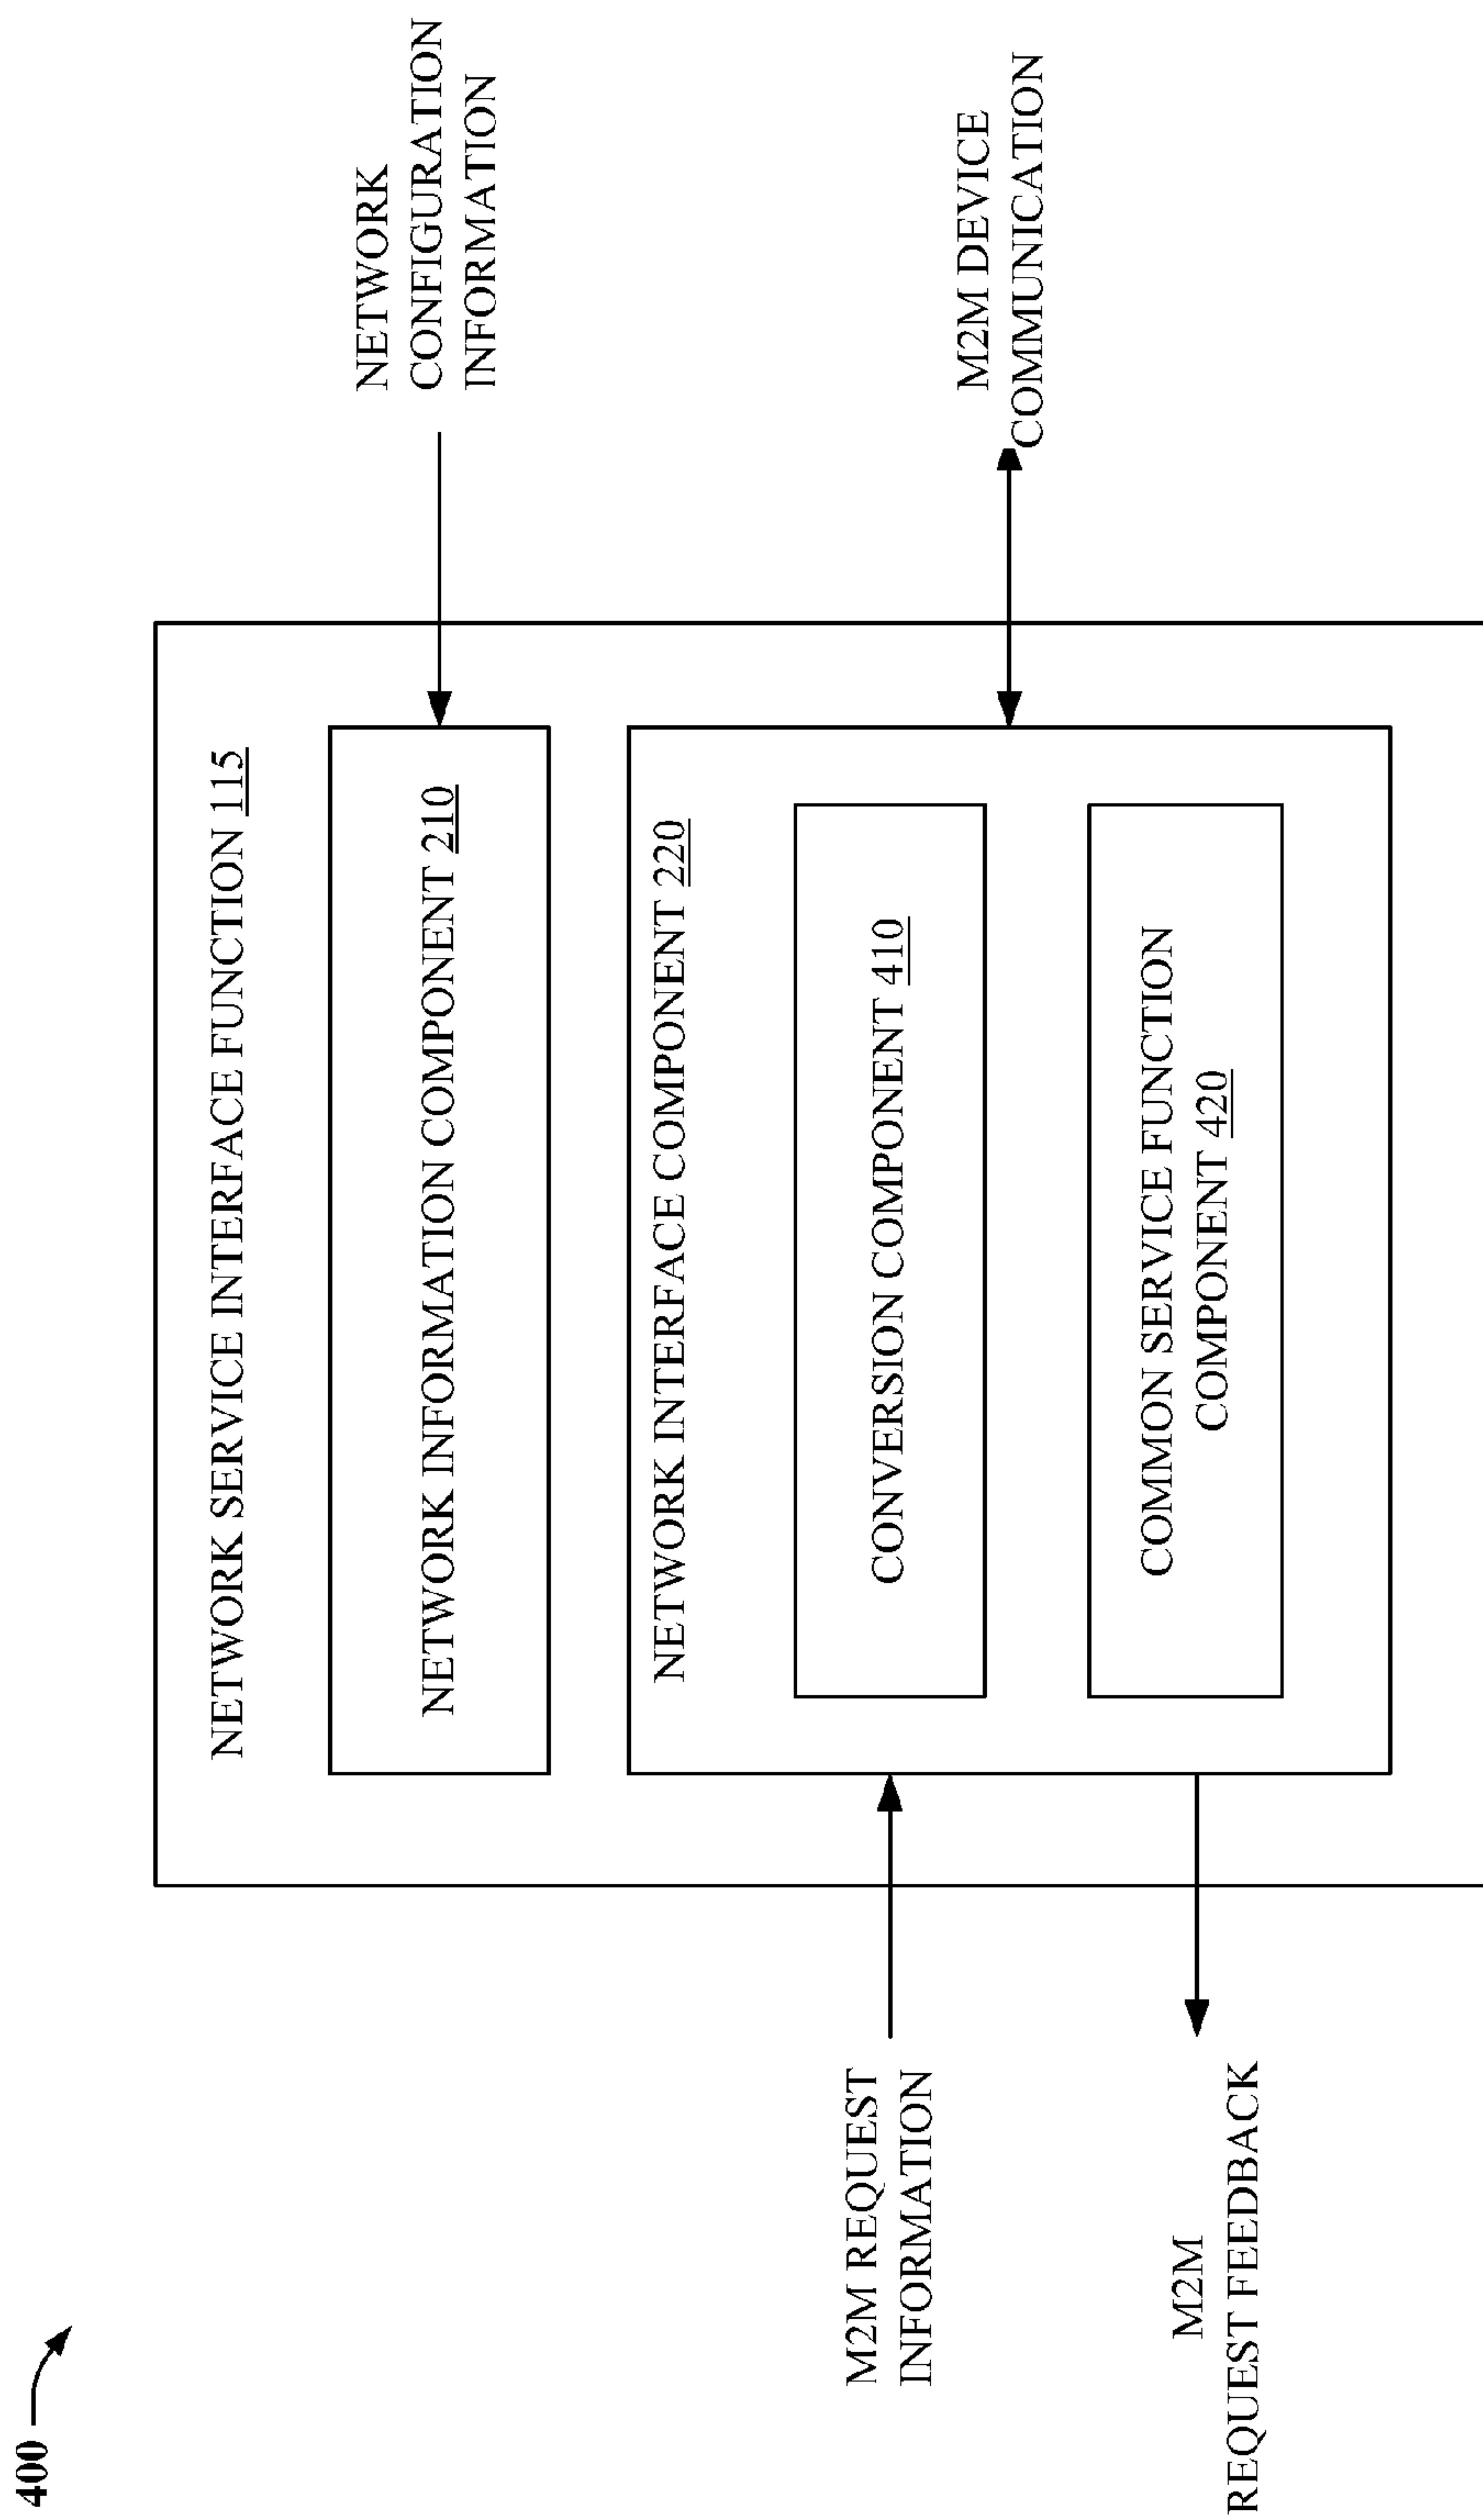 400
NETWORK SERVICE INTERFACE FUNCTION 115
NETWORK INFORMATION COMPONENT 210
NETWORK
CONFIGURATION
INFORMATION
NETWORK INTERFACE COMPONENT 220
M2M REQUEST
INFORMATION
CONVERSION COMPONENT 410
M2M DEVICE
COMMUNICATION
M2M
REQUEST FEEDBACK
COMMON SERVICE FUNCTION
COMPONENT 420